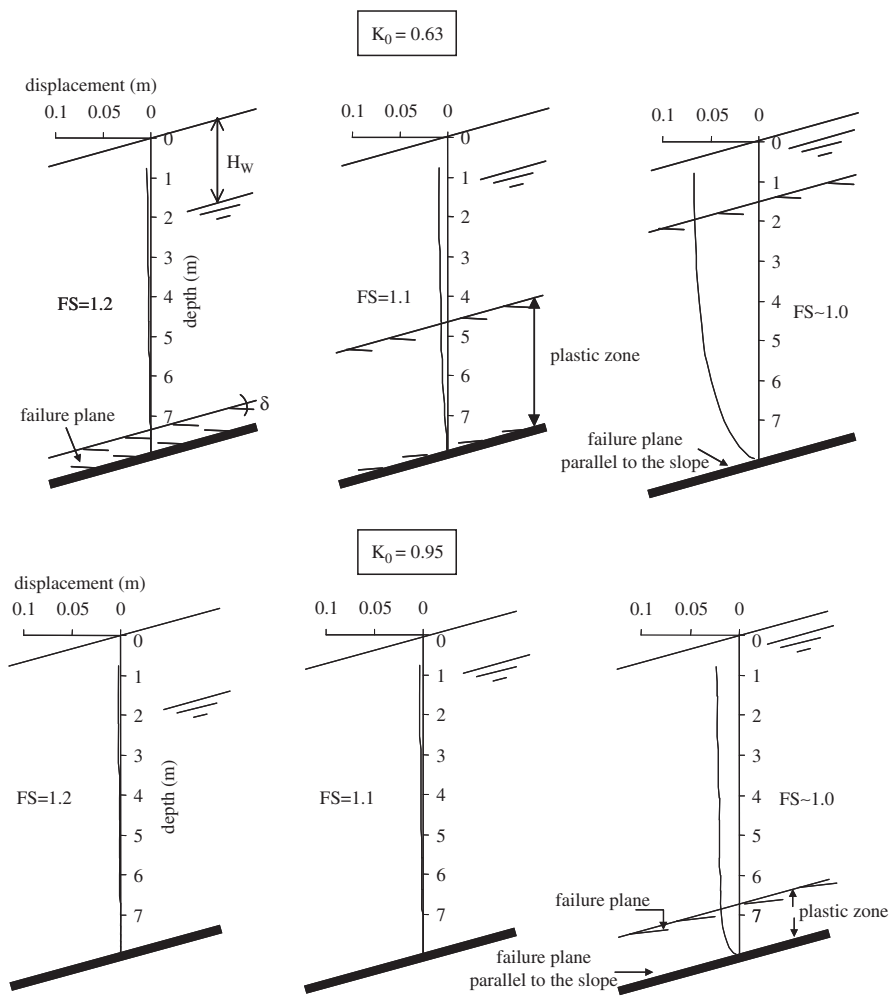 K0 = 0.63
displacement (m)
0.1 0.05 0
0
1
2
3
4
5
6
7
depth (m)
HW
FS=1.2
failure plane
δ
0.1 0.05 0
0
1
2
3
4
5
6
7
FS=1.1
plastic zone
0.1 0.05 0
0
1
2
3
4
5
6
7
FS~1.0
failure plane
parallel to the slope
K0 = 0.95
displacement (m)
0.1 0.05 0
0
1
2
3
4
5
6
7
depth (m)
FS=1.2
0.1 0.05 0
0
1
2
3
4
5
6
7
FS=1.1
0.1 0.05 0
0
1
2
3
4
5
6
7
FS~1.0
failure plane
plastic zone
failure plane
parallel to the slope